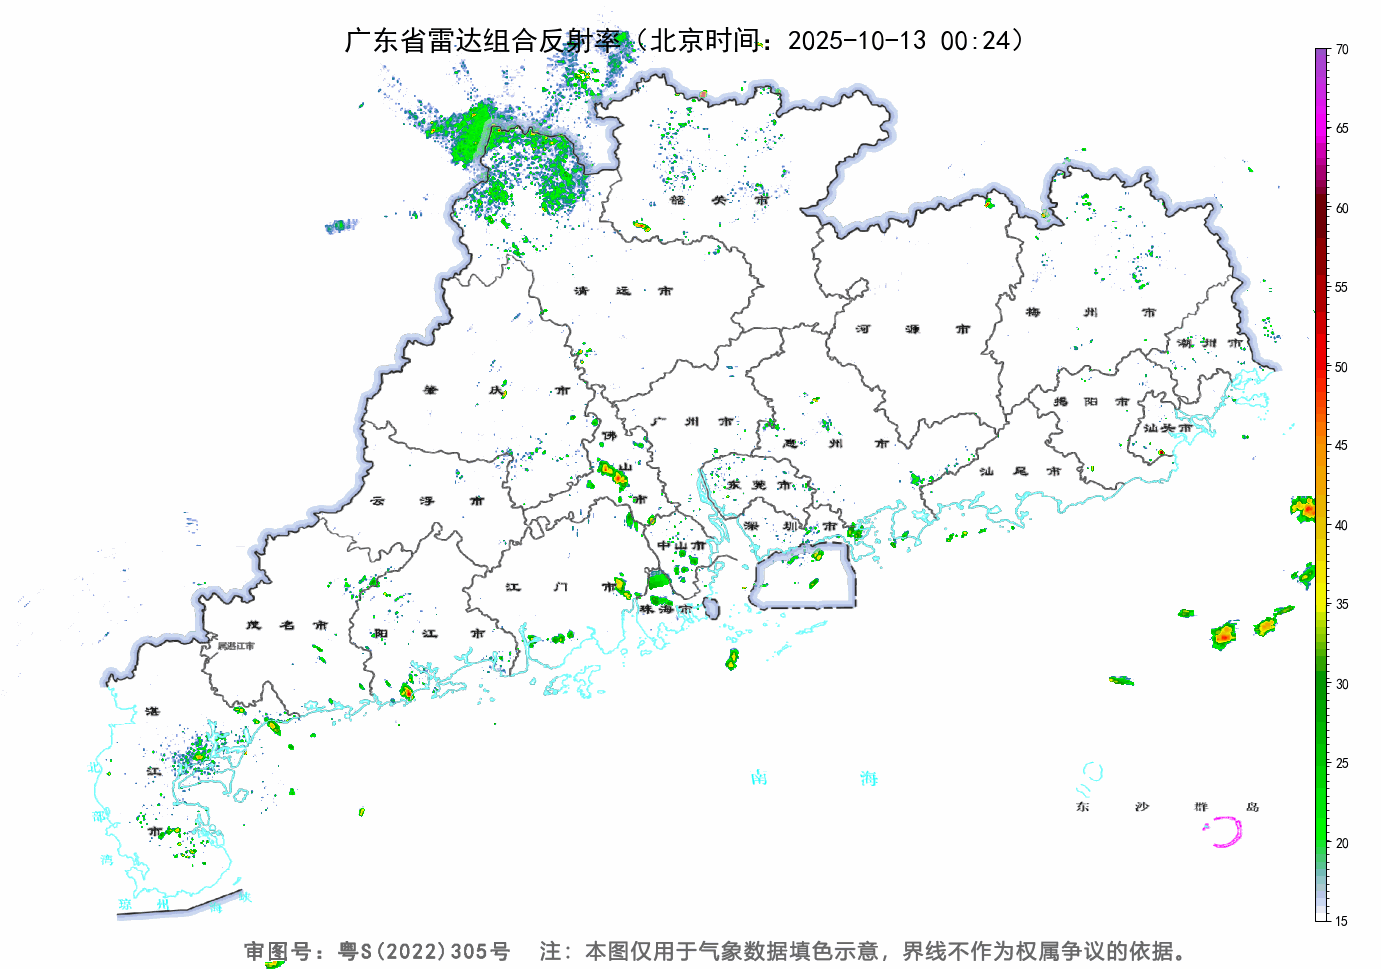 广东省雷达组合反射率（北京时间：2025-10-13 00:24）
70
65
60
55
50
45
40
35
30
25
20
15
韶关市
清远市
河源市
梅州市
潮州市
肇庆市
广州市
揭阳市
汕头市
佛山市
惠州市
汕尾市
云浮市
东莞市
深圳市
中山市
江门市
珠海市
茂名市
阳江市
属湛江市
湛江市
南海
东沙群岛
北部湾
琼州海峡
审图号：粤S(2022)305号 注：本图仅用于气象数据填色示意，界线不作为权属争议的依据。